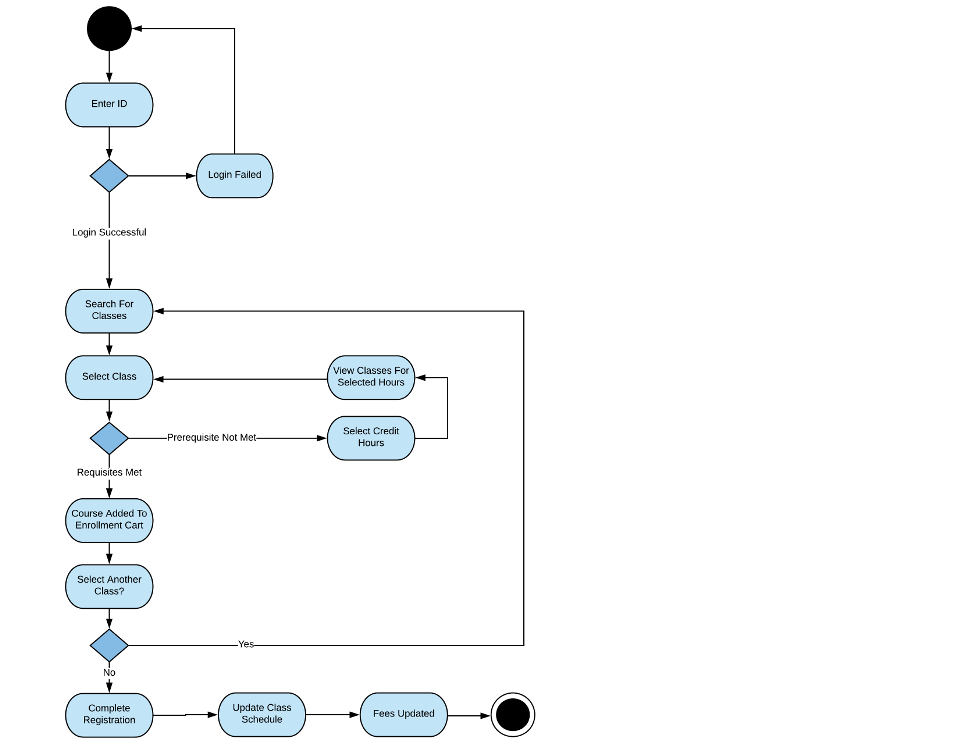 Enter ID
Login Failed
Login Successful
Search For
Classes
Select Class
View Classes For
Selected Hours
Prerequisite Not Met
Select Credit
Hours
Requisites Met
Course Added To
Enrollment Cart
Select Another
Class?
Yes
No
Complete
Registration
Update Class
Schedule
Fees Updated